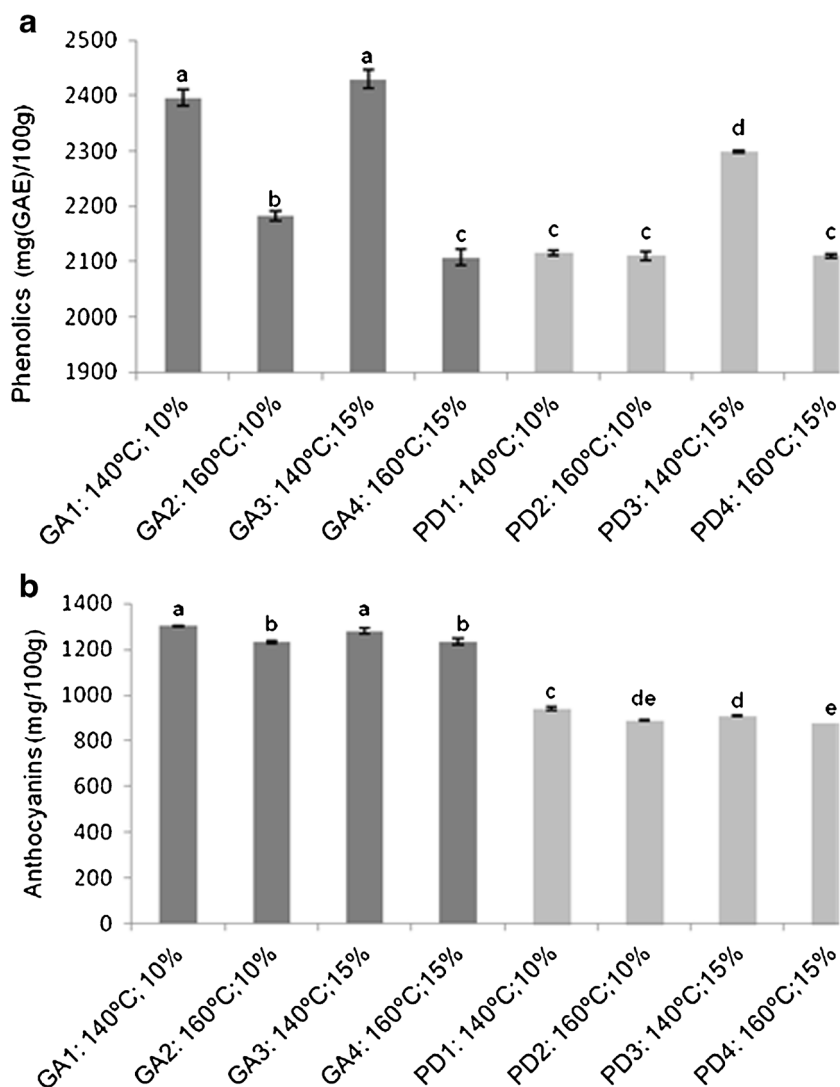 a
Phenolics (mg(GAE)/100g)
2500
2400
2300
2200
2100
2000
1900
a
b
a
c
c
c
d
c
GA1: 140ºC; 10%
GA2: 160ºC;10%
GA3: 140ºC;15%
GA4: 160ºC;15%
PD1: 140ºC;10%
PD2: 160ºC;10%
PD3: 140ºC;15%
PD4: 160ºC;15%
b
Anthocyanins (mg/100g)
1400
1200
1000
800
600
400
200
0
a
b
a
b
c
de
d
e
GA1: 140ºC; 10%
GA2: 160ºC;10%
GA3: 140ºC;15%
GA4: 160ºC;15%
PD1: 140ºC;10%
PD2: 160ºC;10%
PD3: 140ºC;15%
PD4: 160ºC;15%